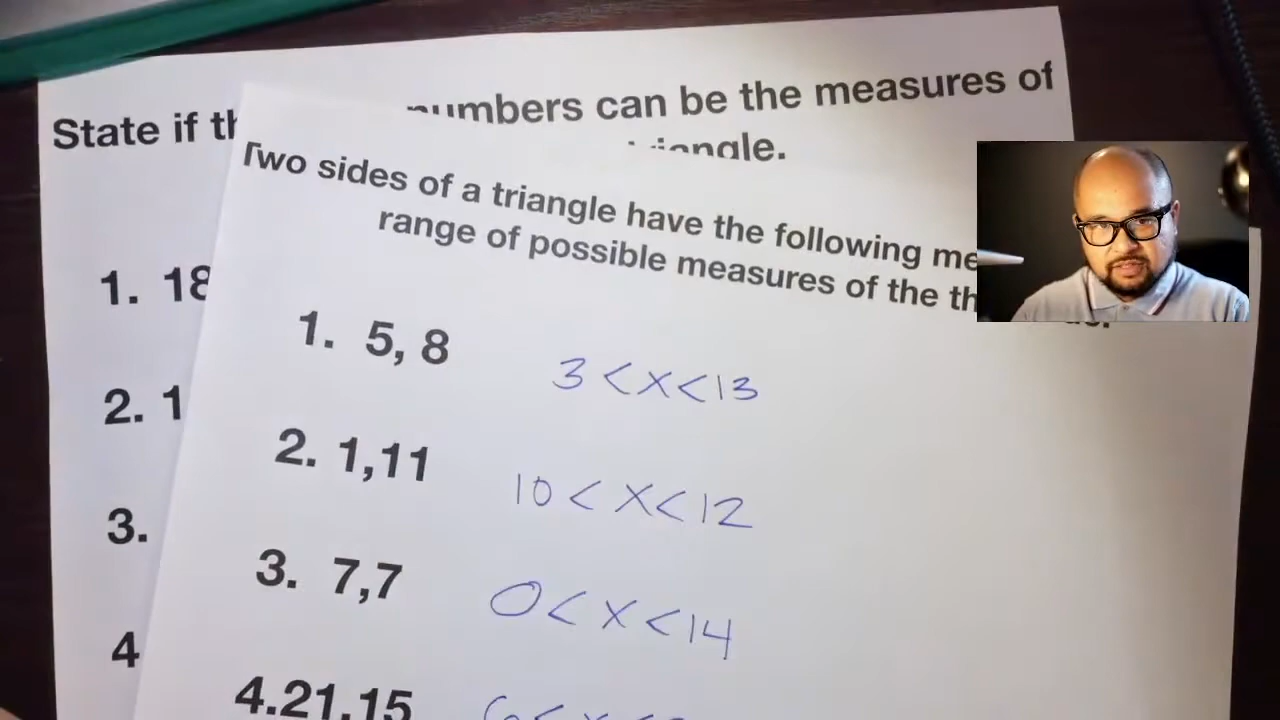 State if th numbers can be the measures of
triangle.
Two sides of a triangle have the following me
range of possible measures of the th
1. 18
1. 5, 8 3 < x < 13
2. 1
2. 1,11 10 < x < 12
3.
3. 7,7 0 < x < 14
4
4.21,15 6 < x <